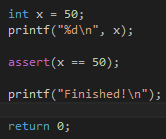 int x = 50;
printf("%d\n", x);
assert(x == 50);
printf("Finished!\n");
return 0;